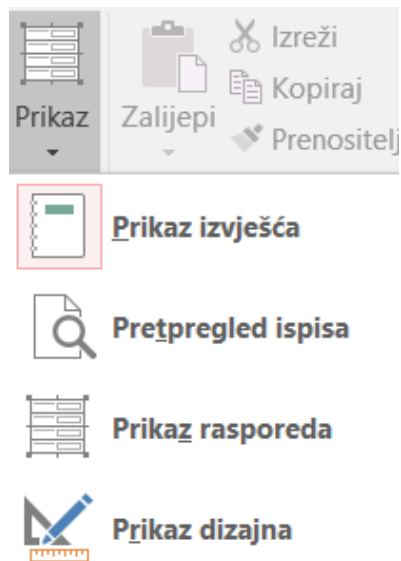 Prikaz
Zalijepi
Izreži
Kopiraj
Prenositelj
Prikaz izvješća
Pretpregled ispisa
Prikaz rasporeda
Prikaz dizajna